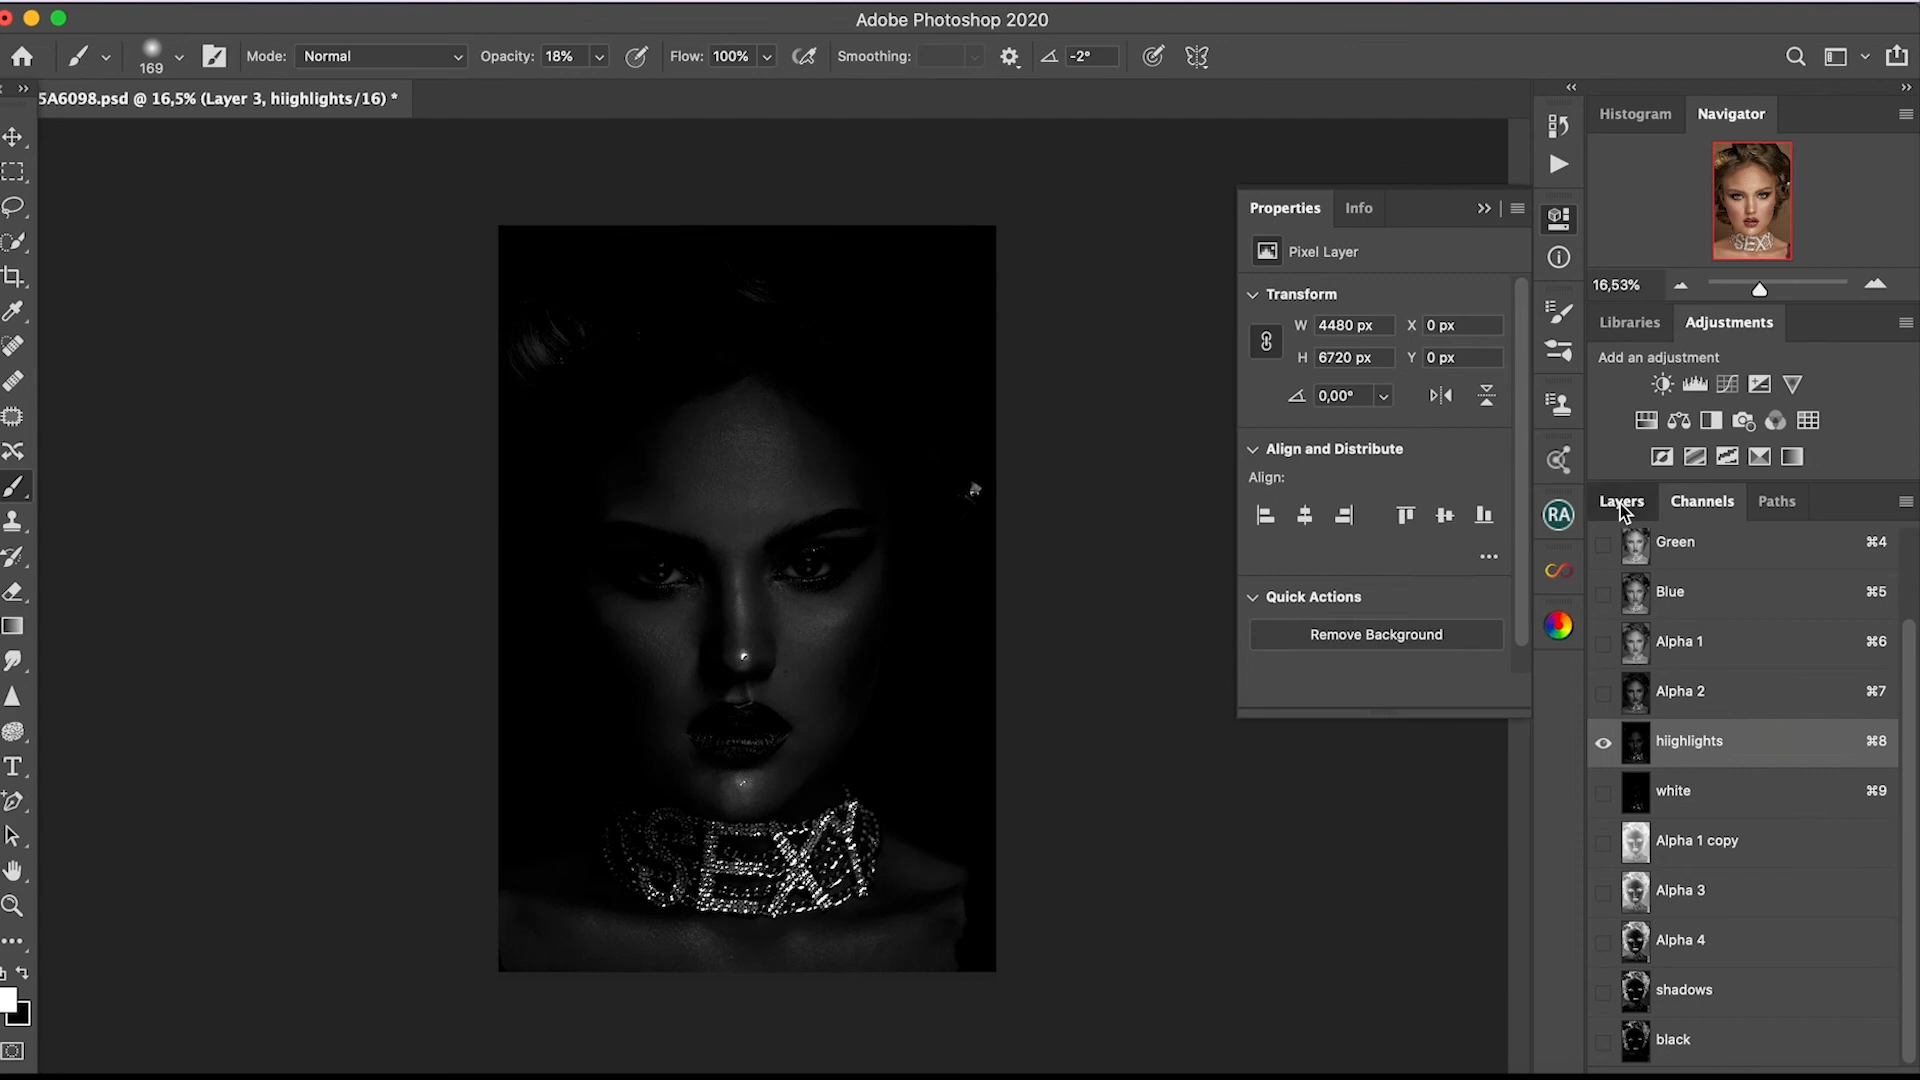 Adobe Photoshop 2020
169
Mode: Normal
Opacity: 18%
Flow: 100%
Smoothing:
-2°
5A6098.psd @ 16,5% (Layer 3, hiighlights/16) *
Histogram
Navigator
SEXY
16,53%
Properties
Info
Pixel Layer
Transform
W 4480 px
X 0 px
H 6720 px
Y 0 px
0,00°
Align and Distribute
Align:
Quick Actions
Remove Background
RA
Libraries
Adjustments
Add an adjustment
Layers
Channels
Paths
Green ⌘4
Blue ⌘5
Alpha 1 ⌘6
Alpha 2 ⌘7
hiighlights ⌘8
white ⌘9
Alpha 1 copy
Alpha 3
Alpha 4
shadows
black
SEXY